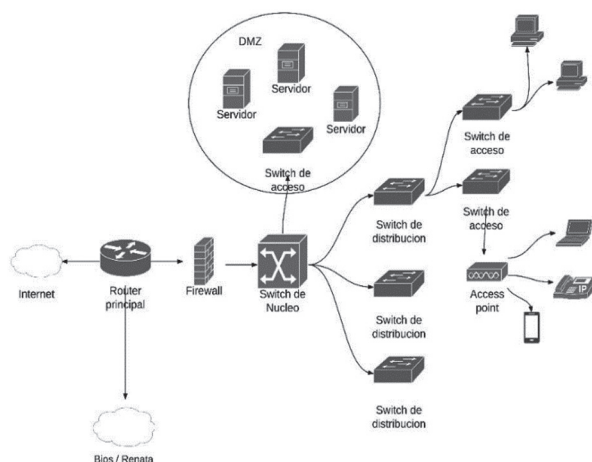 DMZ
Servidor
Servidor
Servidor
Switch de
acceso
Switch de
acceso
Switch de
acceso
Switch de
distribucion
Internet
Router
principal
Firewall
Switch de
Nucleo
Switch de
distribucion
Access
point
IP
Switch de
distribucion
Bios / Renata